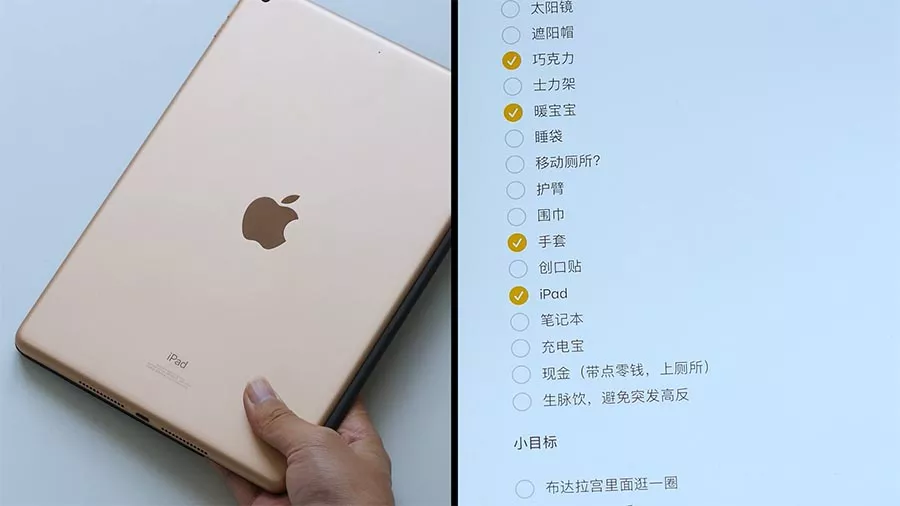 iPad
太阳镜
遮阳帽
巧克力
士力架
暖宝宝
睡袋
移动厕所？
护臂
围巾
手套
创口贴
iPad
笔记本
充电宝
现金（带点零钱，上厕所）
生脉饮，避免突发高反
小目标
布达拉宫里面逛一圈